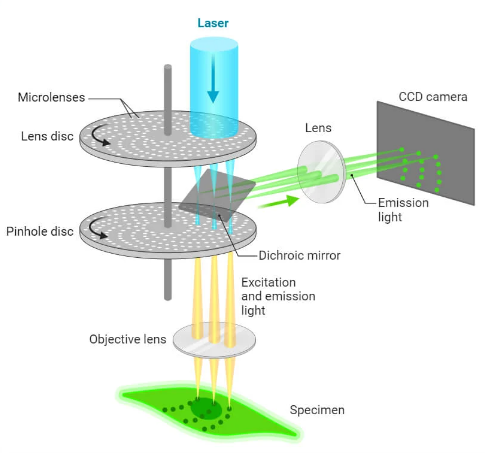 Laser
Microlenses
CCD camera
Lens disc
Lens
Emission
light
Pinhole disc
Dichroic mirror
Excitation
and emission
light
Objective lens
Specimen